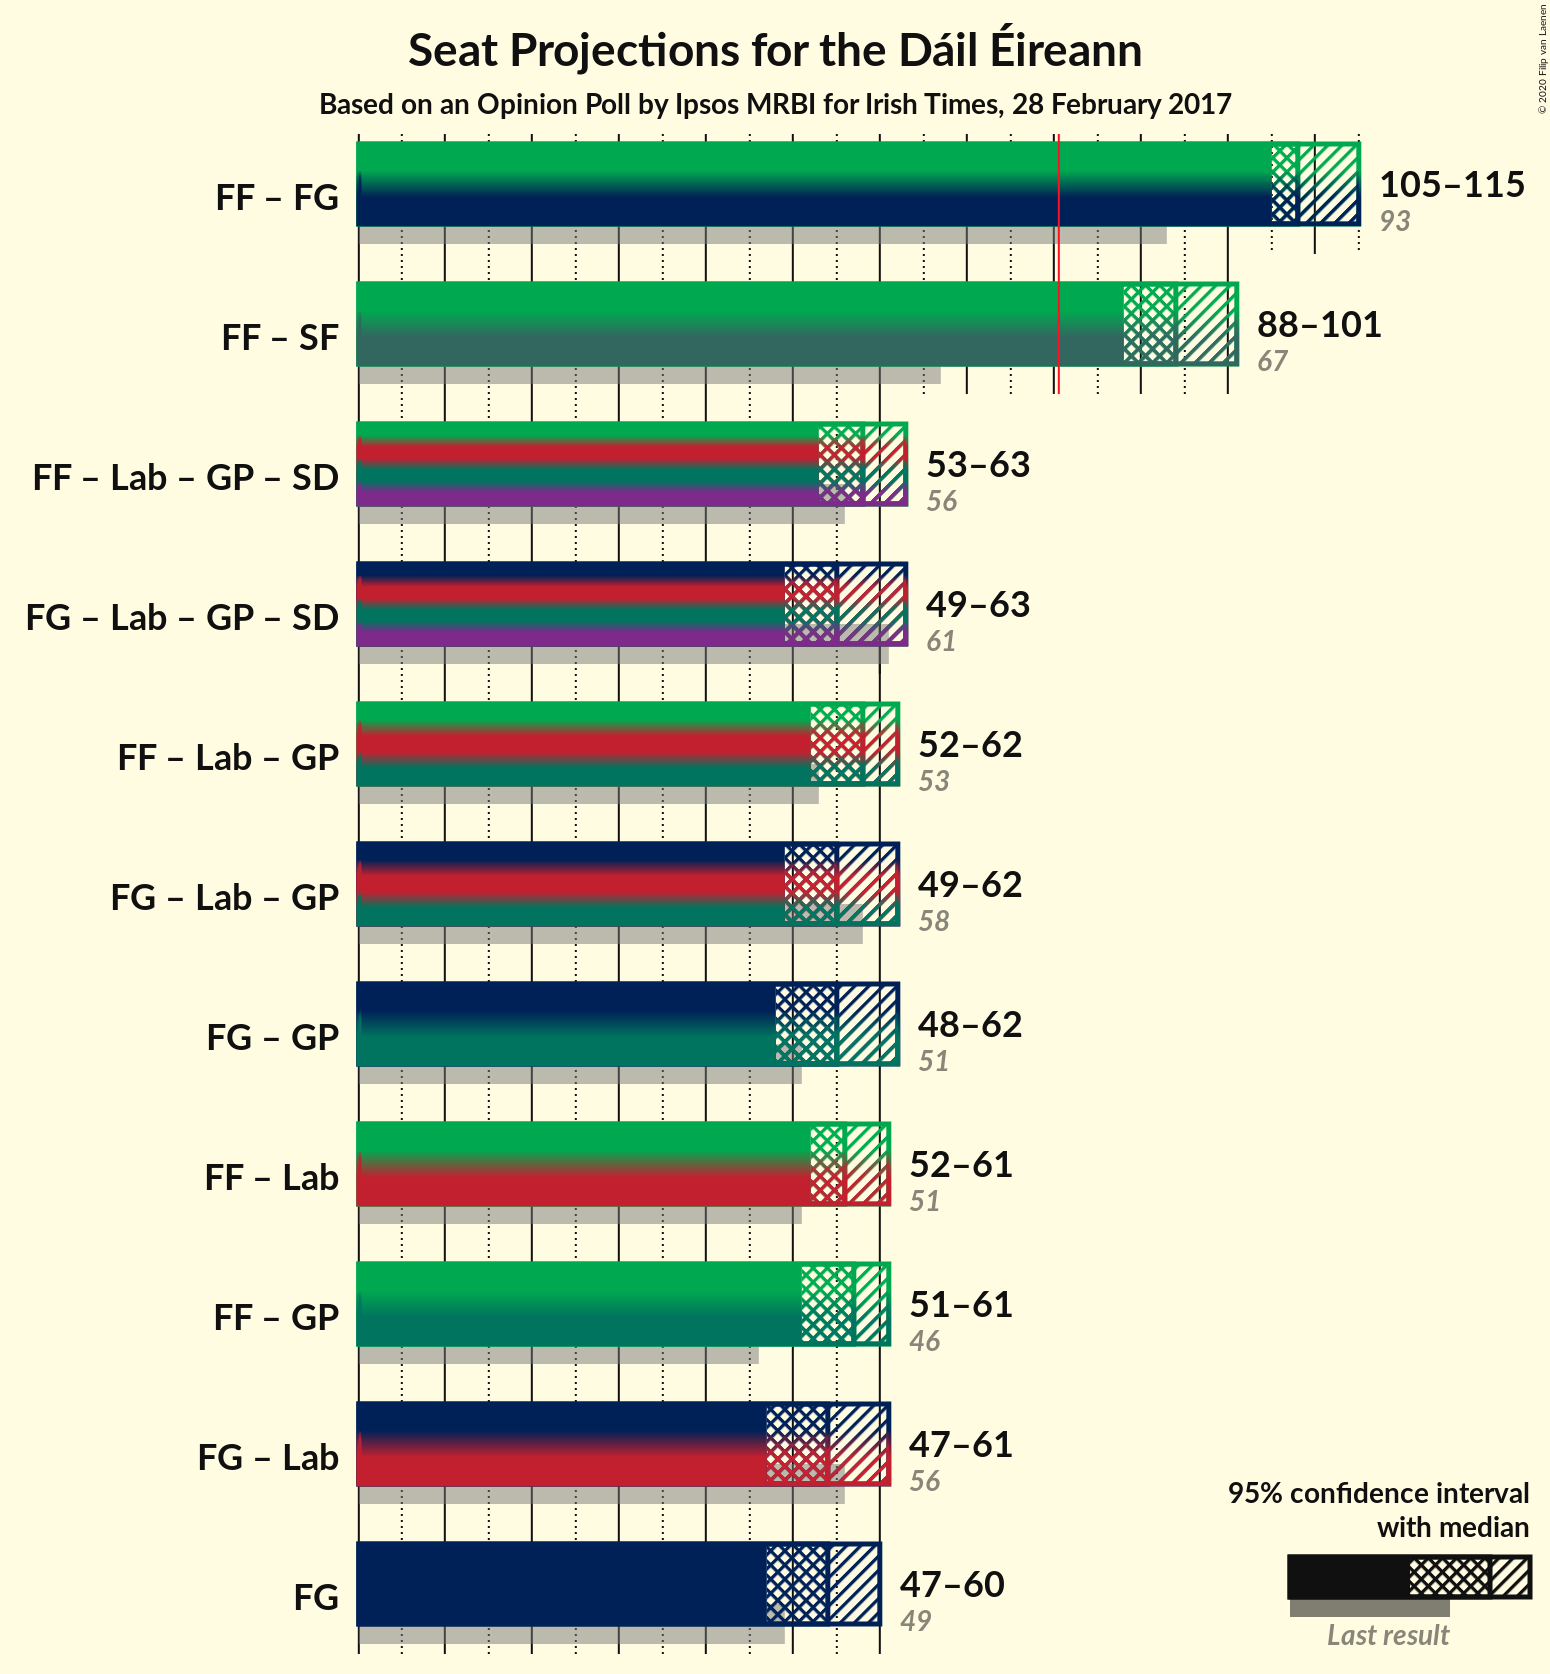 Seat Projections for the Dáil Éireann
Based on an Opinion Poll by Ipsos MRBI for Irish Times, 28 February 2017
© 2020 Filip van Laenen
FF – FG
105–115
93
FF – SF
88–101
67
FF – Lab – GP – SD
53–63
56
FG – Lab – GP – SD
49–63
61
FF – Lab – GP
52–62
53
FG – Lab – GP
49–62
58
FG – GP
48–62
51
FF – Lab
52–61
51
FF – GP
51–61
46
FG – Lab
47–61
56
FG
47–60
49
95% confidence interval
with median
Last result